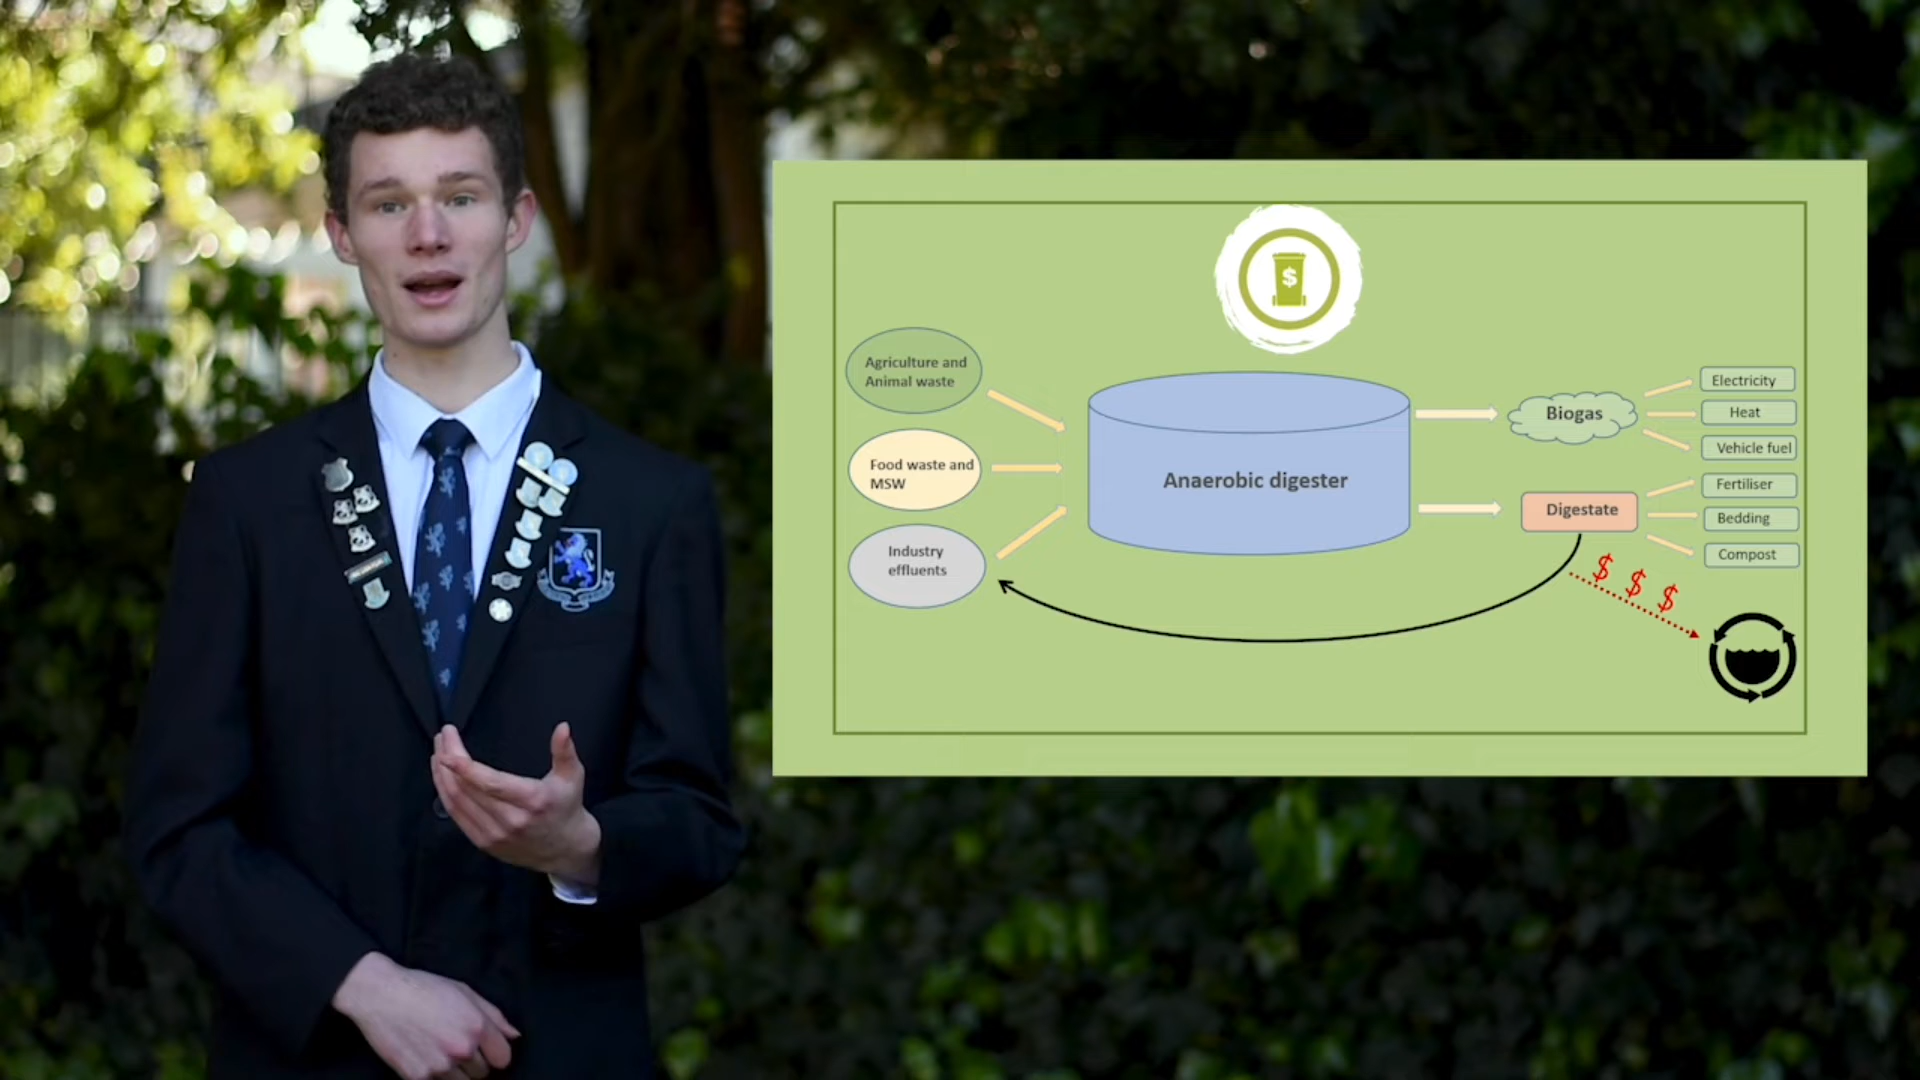 $
Agriculture and
Animal waste
Food waste and
MSW
Industry
effluents
Anaerobic digester
Biogas
Digestate
Electricity
Heat
Vehicle fuel
Fertiliser
Bedding
Compost
$ $ $